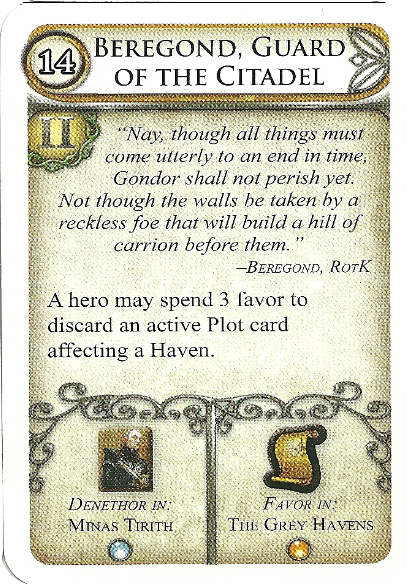 14
BEREGOND, GUARD
OF THE CITADEL
II
"Nay, though all things must
come utterly to an end in time,
Gondor shall not perish yet.
Not though the walls be taken by a
reckless foe that will build a hill of
carrion before them."
–BEREGOND, ROTK
A hero may spend 3 favor to
discard an active Plot card
affecting a Haven.
DENETHOR IN:
MINAS TIRITH
FAVOR IN:
THE GREY HAVENS